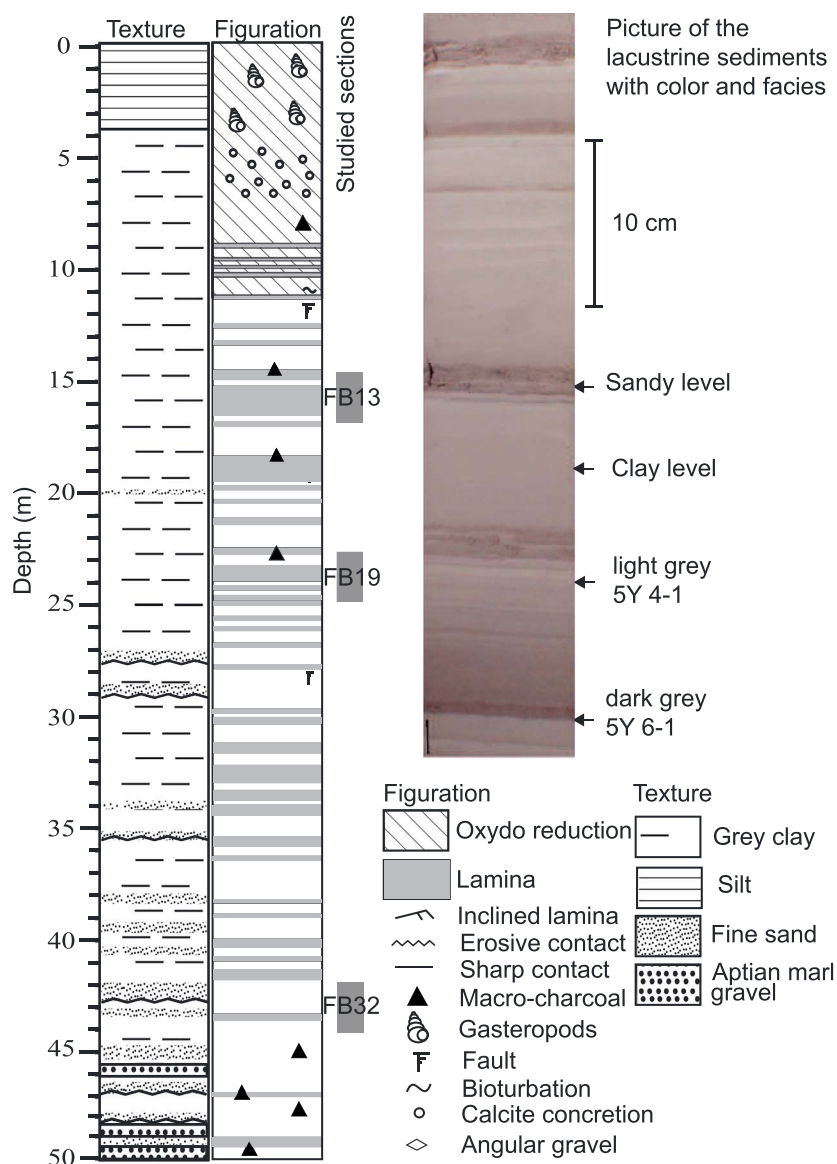 Texture
Figuration
Studied sections
Depth (m)
0
5
10
15
20
25
30
35
40
45
50
FB13
FB19
FB32
Picture of the
lacustrine sediments
with color and facies
10 cm
Sandy level
Clay level
light grey
5Y 4-1
dark grey
5Y 6-1
Figuration
Oxydo reduction
Lamina
Inclined lamina
Erosive contact
Sharp contact
Macro-charcoal
Gasteropods
Fault
Bioturbation
Calcite concretion
Angular gravel
Texture
Grey clay
Silt
Fine sand
Aptian marl
gravel